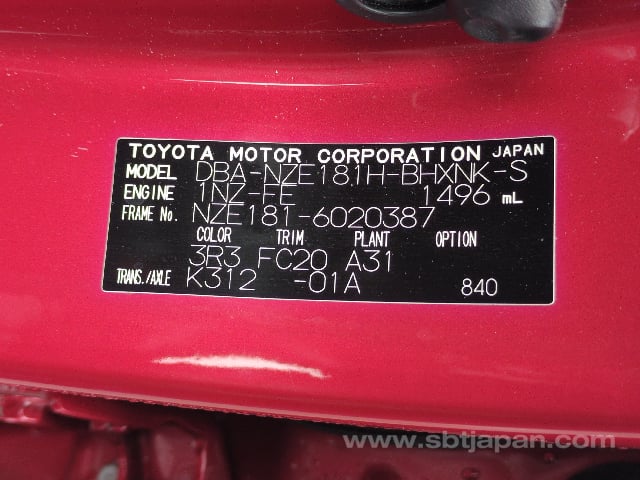 TOYOTA MOTOR CORPORATION JAPAN
MODEL DBA-NZE181H-BHXNK-S
ENGINE 1NZ-FE 1496 mL
FRAME No. NZE181-6020387
COLOR TRIM PLANT OPTION
3R3 FC20 A31
TRANS./AXLE K312 -01A 840
www.sbtjapan.com